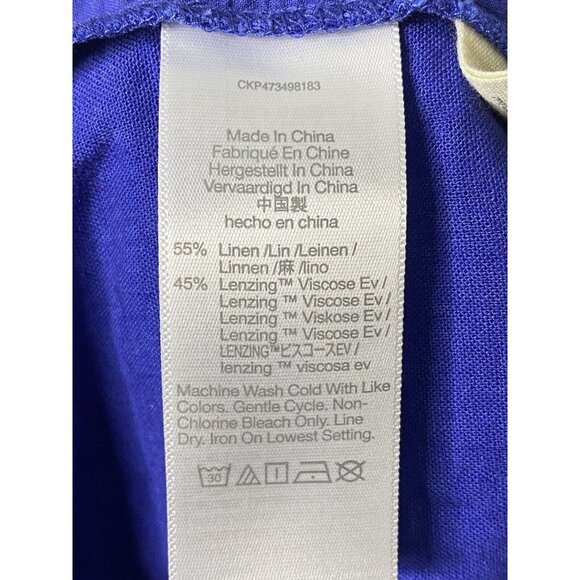 CKP473498183
Made In China
Fabriqué En Chine
Hergestellt In China
Vervaardigd In China
中国製
hecho en china
55% Linen /Lin /Leinen /
Linnen /麻 /lino
45% Lenzing™ Viscose Ev /
Lenzing ™ Viscose Ev /
Lenzing ™ Viskose Ev /
Lenzing ™ Viscose Ev /
LENZING™ビスコースEV /
lenzing ™ viscosa ev
Machine Wash Cold With Like
Colors. Gentle Cycle. Non-
Chlorine Bleach Only. Line
Dry. Iron On Lowest Setting.
30